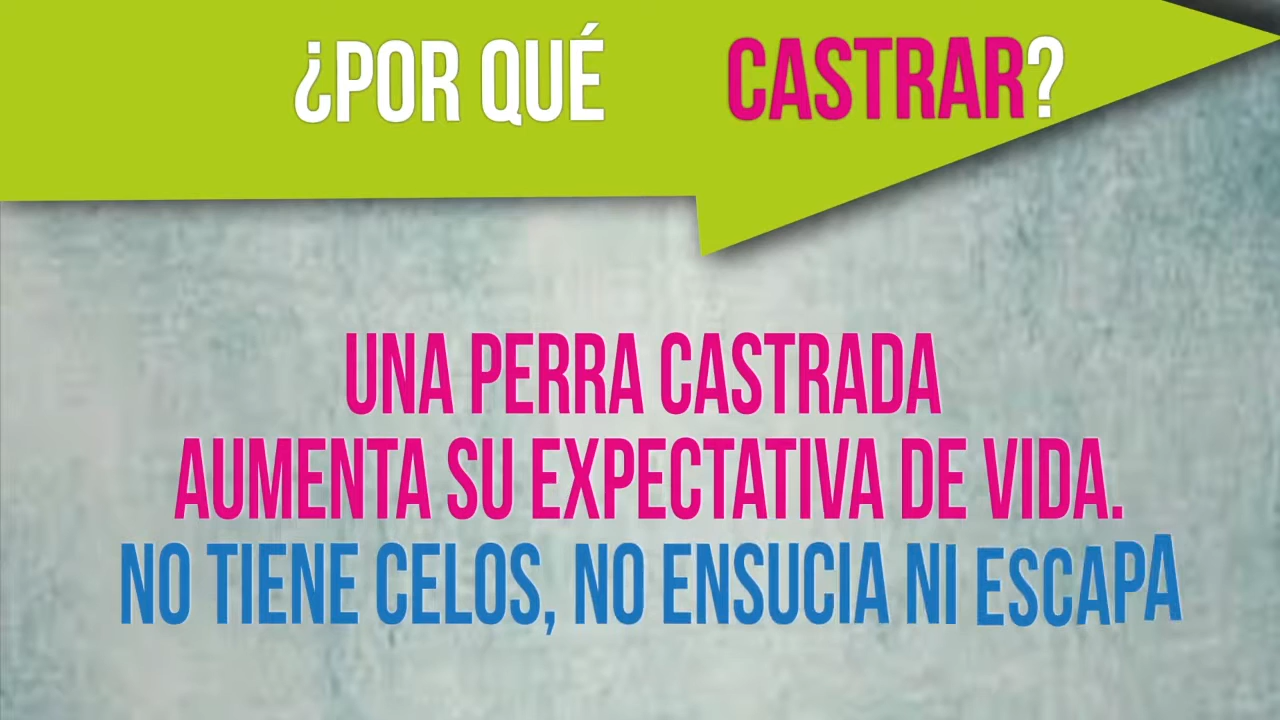 ¿POR QUÉ CASTRAR?
UNA PERRA CASTRADA
AUMENTA SU EXPECTATIVA DE VIDA.
NO TIENE CELOS, NO ENSUCIA NI ESCAPA